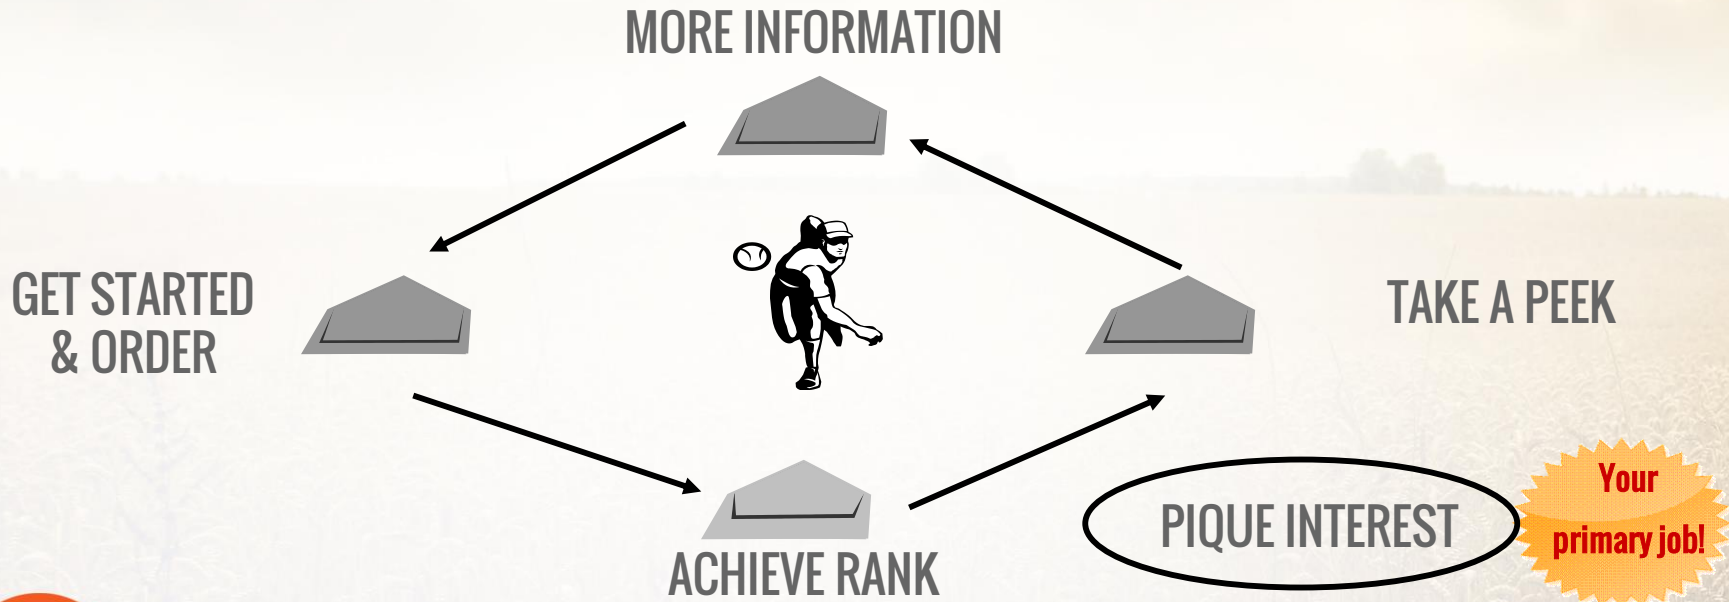 MORE INFORMATION
GET STARTED
& ORDER
TAKE A PEEK
PIQUE INTEREST
Your
primary job!
ACHIEVE RANK